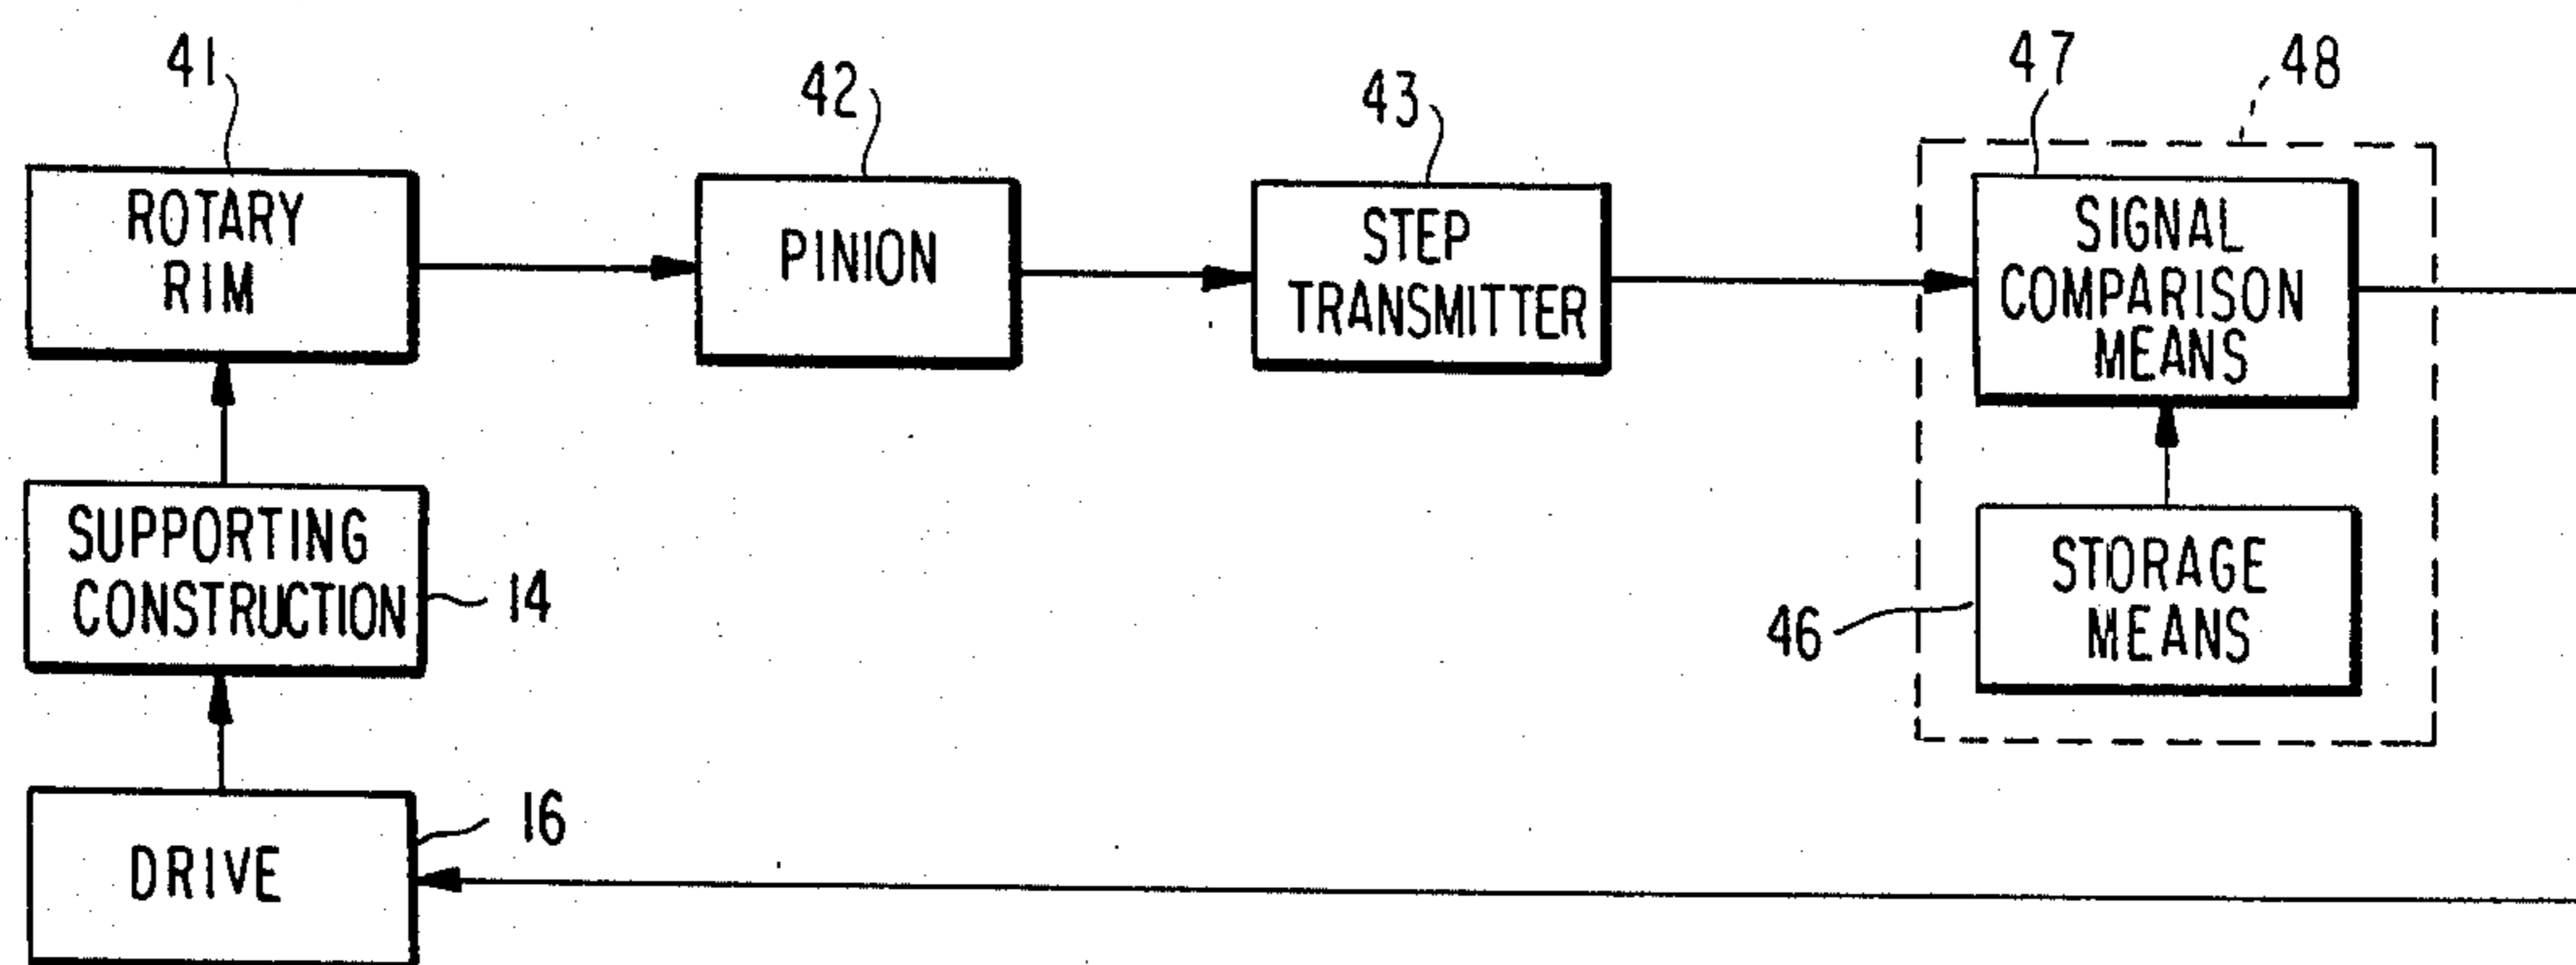 41
42
43
47
48
ROTARY
RIM
PINION
STEP
TRANSMITTER
SIGNAL
COMPARISON
MEANS
SUPPORTING
CONSTRUCTION
14
STORAGE
MEANS
46
DRIVE
16